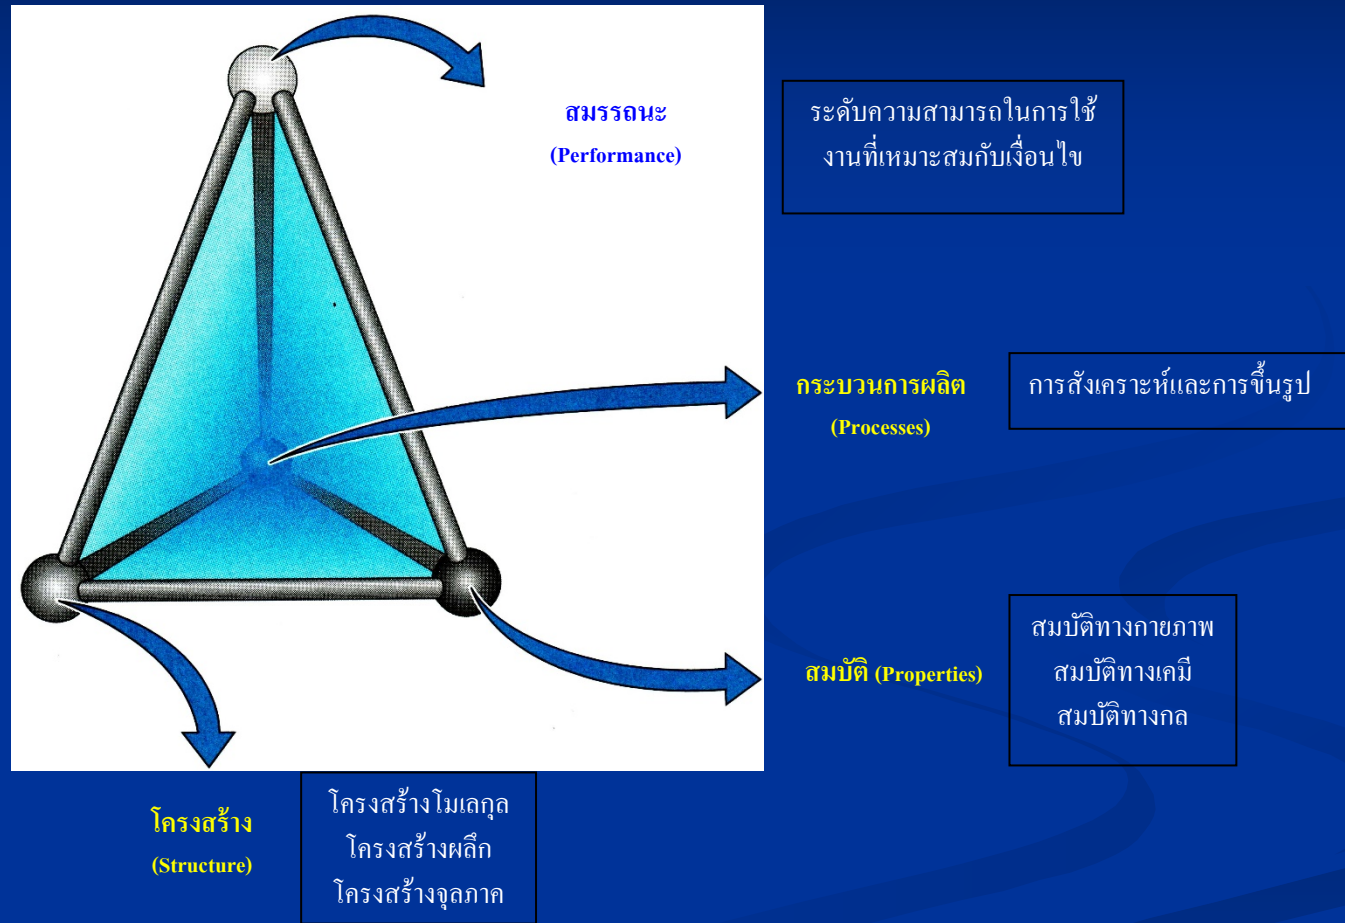 สมรรถนะ
(Performance)
ระดับความสามารถในการใช้
งานที่เหมาะสมกับเงื่อนไข
กระบวนการผลิต
(Processes)
การสังเคราะห์และการขึ้นรูป
สมบัติ (Properties)
สมบัติทางกายภาพ
สมบัติทางเคมี
สมบัติทางกล
โครงสร้าง
(Structure)
โครงสร้างโมเลกุล
โครงสร้างผลึก
โครงสร้างจุลภาค